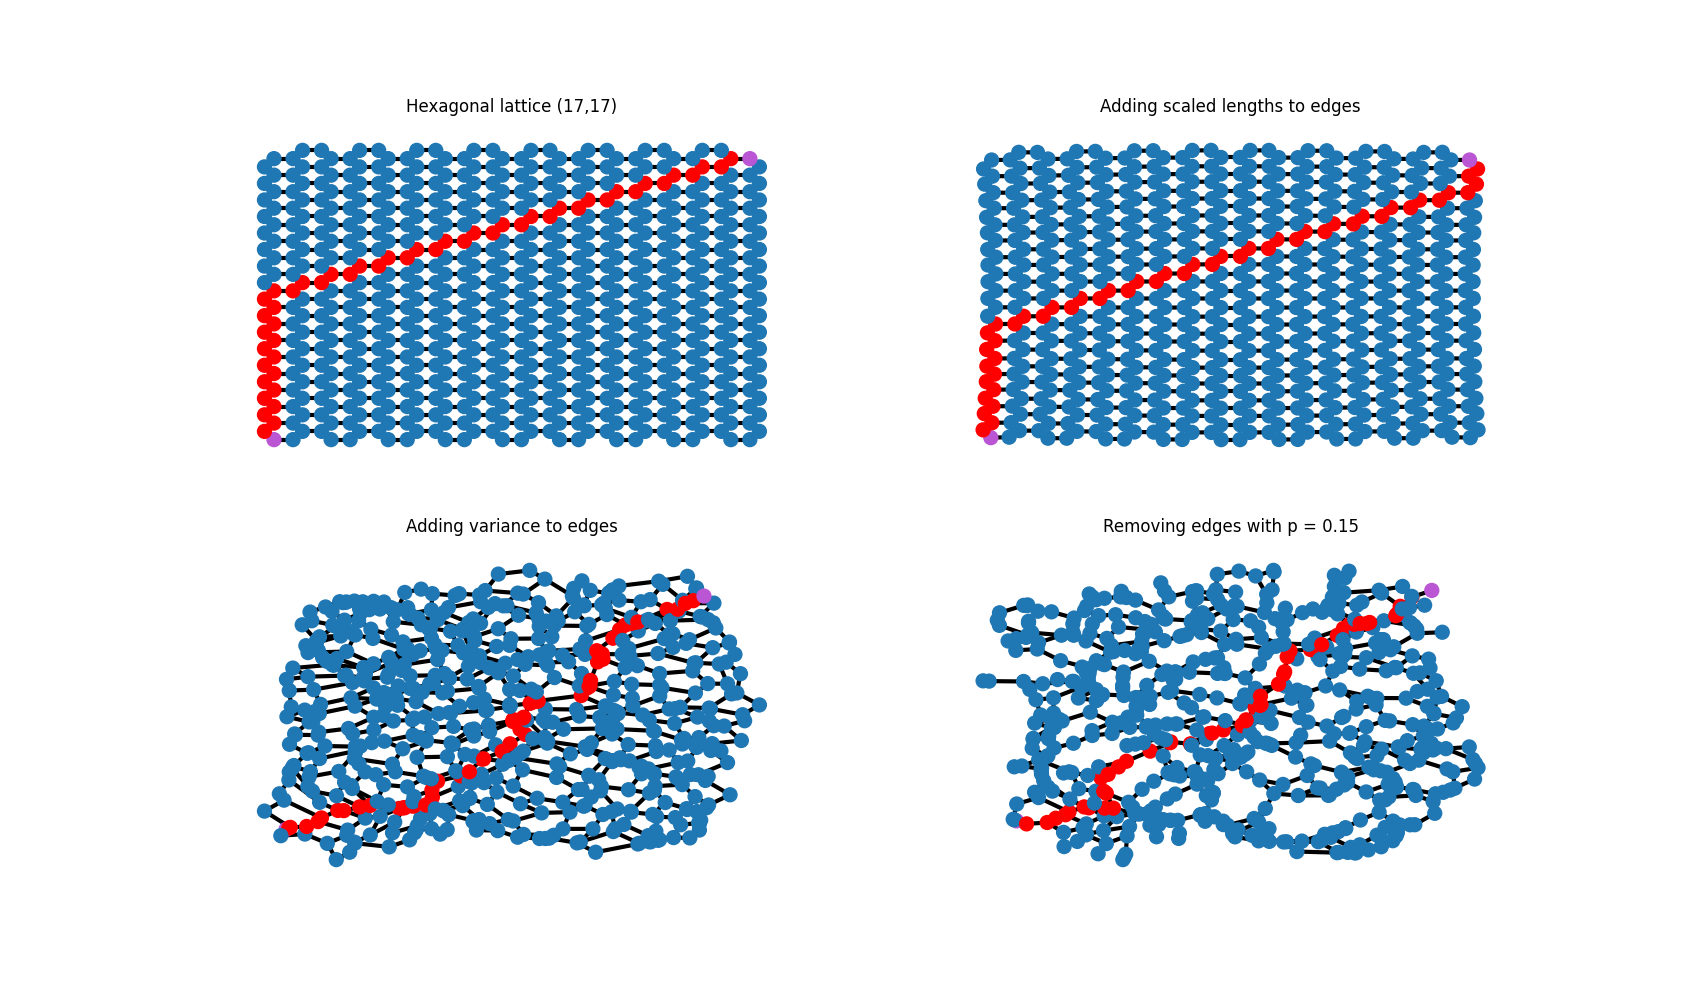 Hexagonal lattice (17,17)
Adding scaled lengths to edges
Adding variance to edges
Removing edges with p = 0.15